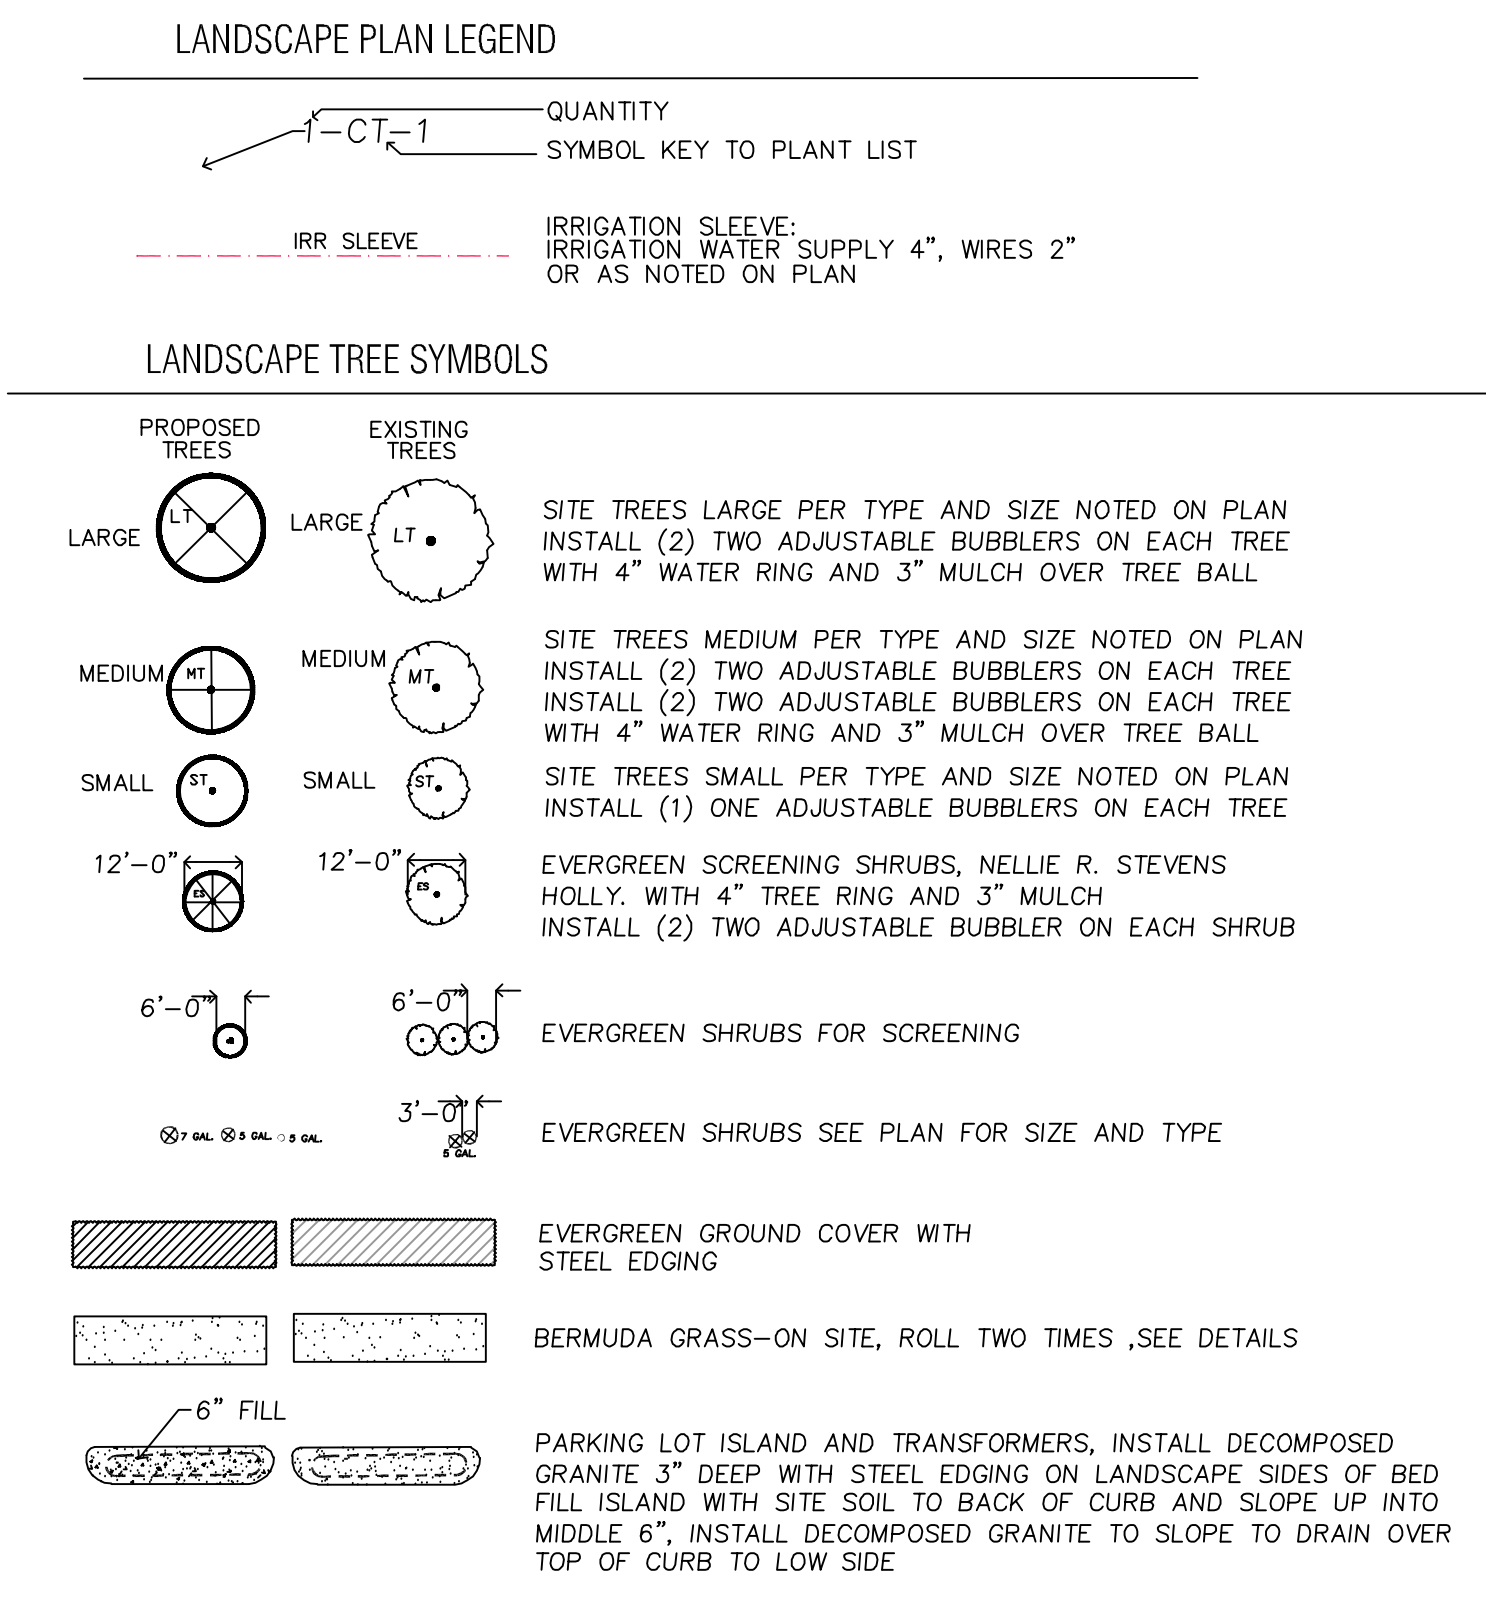 LANDSCAPE PLAN LEGEND
QUANTITY
1-CT-1
SYMBOL KEY TO PLANT LIST
IRR SLEEVE
IRRIGATION SLEEVE:
IRRIGATION WATER SUPPLY 4", WIRES 2"
OR AS NOTED ON PLAN
LANDSCAPE TREE SYMBOLS
PROPOSED
TREES
EXISTING
TREES
LARGE
LT
LARGE
LT
SITE TREES LARGE PER TYPE AND SIZE NOTED ON PLAN
INSTALL (2) TWO ADJUSTABLE BUBBLERS ON EACH TREE
WITH 4" WATER RING AND 3" MULCH OVER TREE BALL
MEDIUM
MT
MEDIUM
MT
SITE TREES MEDIUM PER TYPE AND SIZE NOTED ON PLAN
INSTALL (2) TWO ADJUSTABLE BUBBLERS ON EACH TREE
INSTALL (2) TWO ADJUSTABLE BUBBLERS ON EACH TREE
WITH 4" WATER RING AND 3" MULCH OVER TREE BALL
SMALL
ST
SMALL
ST
SITE TREES SMALL PER TYPE AND SIZE NOTED ON PLAN
INSTALL (1) ONE ADJUSTABLE BUBBLERS ON EACH TREE
12'-0"
ES
12'-0"
ES
EVERGREEN SCREENING SHRUBS, NELLIE R. STEVENS
HOLLY. WITH 4" TREE RING AND 3" MULCH
INSTALL (2) TWO ADJUSTABLE BUBBLER ON EACH SHRUB
6'-0"
6'-0"
EVERGREEN SHRUBS FOR SCREENING
7 GAL. 5 GAL. 5 GAL.
3'-0"
5 GAL.
EVERGREEN SHRUBS SEE PLAN FOR SIZE AND TYPE
EVERGREEN GROUND COVER WITH
STEEL EDGING
BERMUDA GRASS-ON SITE, ROLL TWO TIMES ,SEE DETAILS
6" FILL
PARKING LOT ISLAND AND TRANSFORMERS, INSTALL DECOMPOSED
GRANITE 3" DEEP WITH STEEL EDGING ON LANDSCAPE SIDES OF BED
FILL ISLAND WITH SITE SOIL TO BACK OF CURB AND SLOPE UP INTO
MIDDLE 6", INSTALL DECOMPOSED GRANITE TO SLOPE TO DRAIN OVER
TOP OF CURB TO LOW SIDE